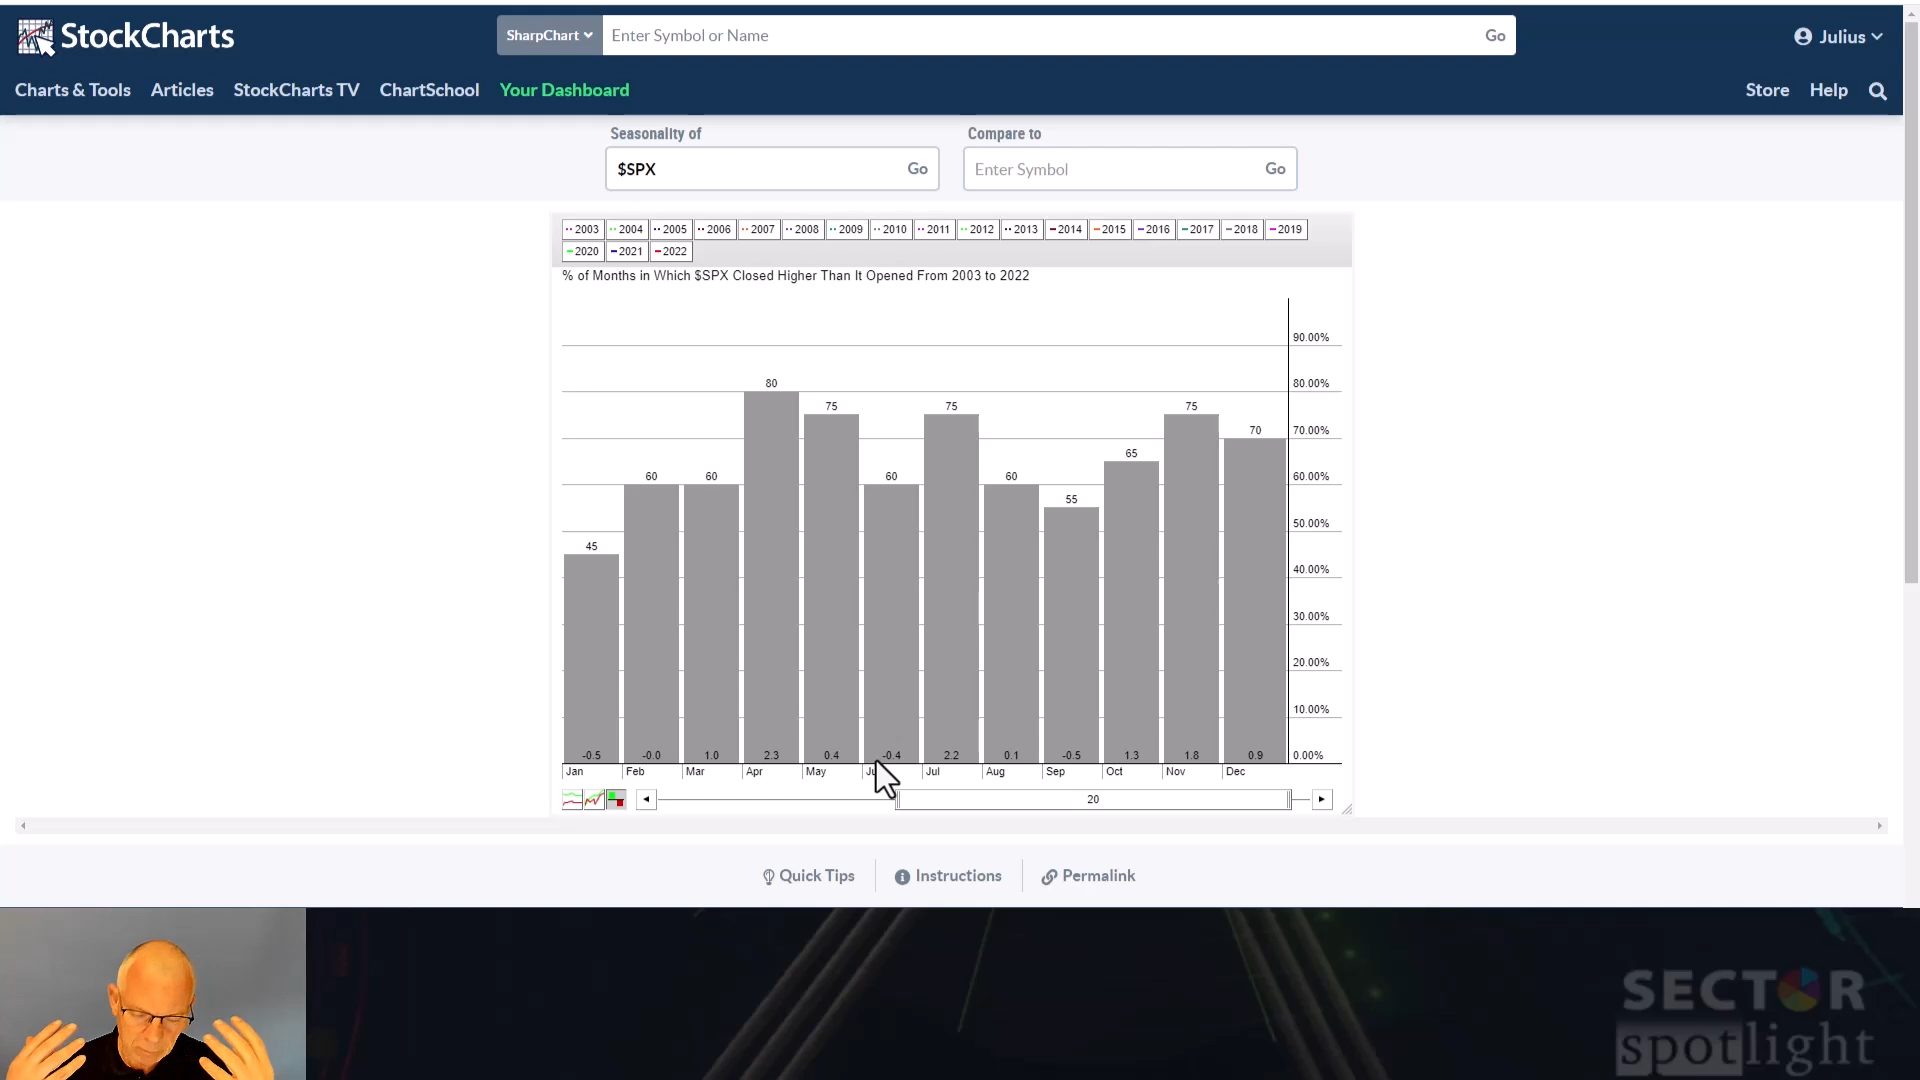 StockCharts
SharpChart
Enter Symbol or Name
Go
Julius
Charts & Tools
Articles
StockCharts TV
ChartSchool
Your Dashboard
Store
Help
Seasonality of
Compare to
$SPX
Go
Enter Symbol
Go
2003 2004 2005 2006 2007 2008 2009 2010 2011 2012 2013 2014 2015 2016 2017 2018 2019
2020 2021 2022
% of Months in Which $SPX Closed Higher Than It Opened From 2003 to 2022
90.00%
80.00%
70.00%
60.00%
50.00%
40.00%
30.00%
20.00%
10.00%
0.00%
45 60 60 80 75 60 75 60 55 65 75 70
-0.5 -0.0 1.0 2.3 0.4 -0.4 2.2 0.1 -0.5 1.3 1.8 0.9
Jan Feb Mar Apr May Ju Jul Aug Sep Oct Nov Dec
20
Quick Tips
Instructions
Permalink
SECTOR
spotlight